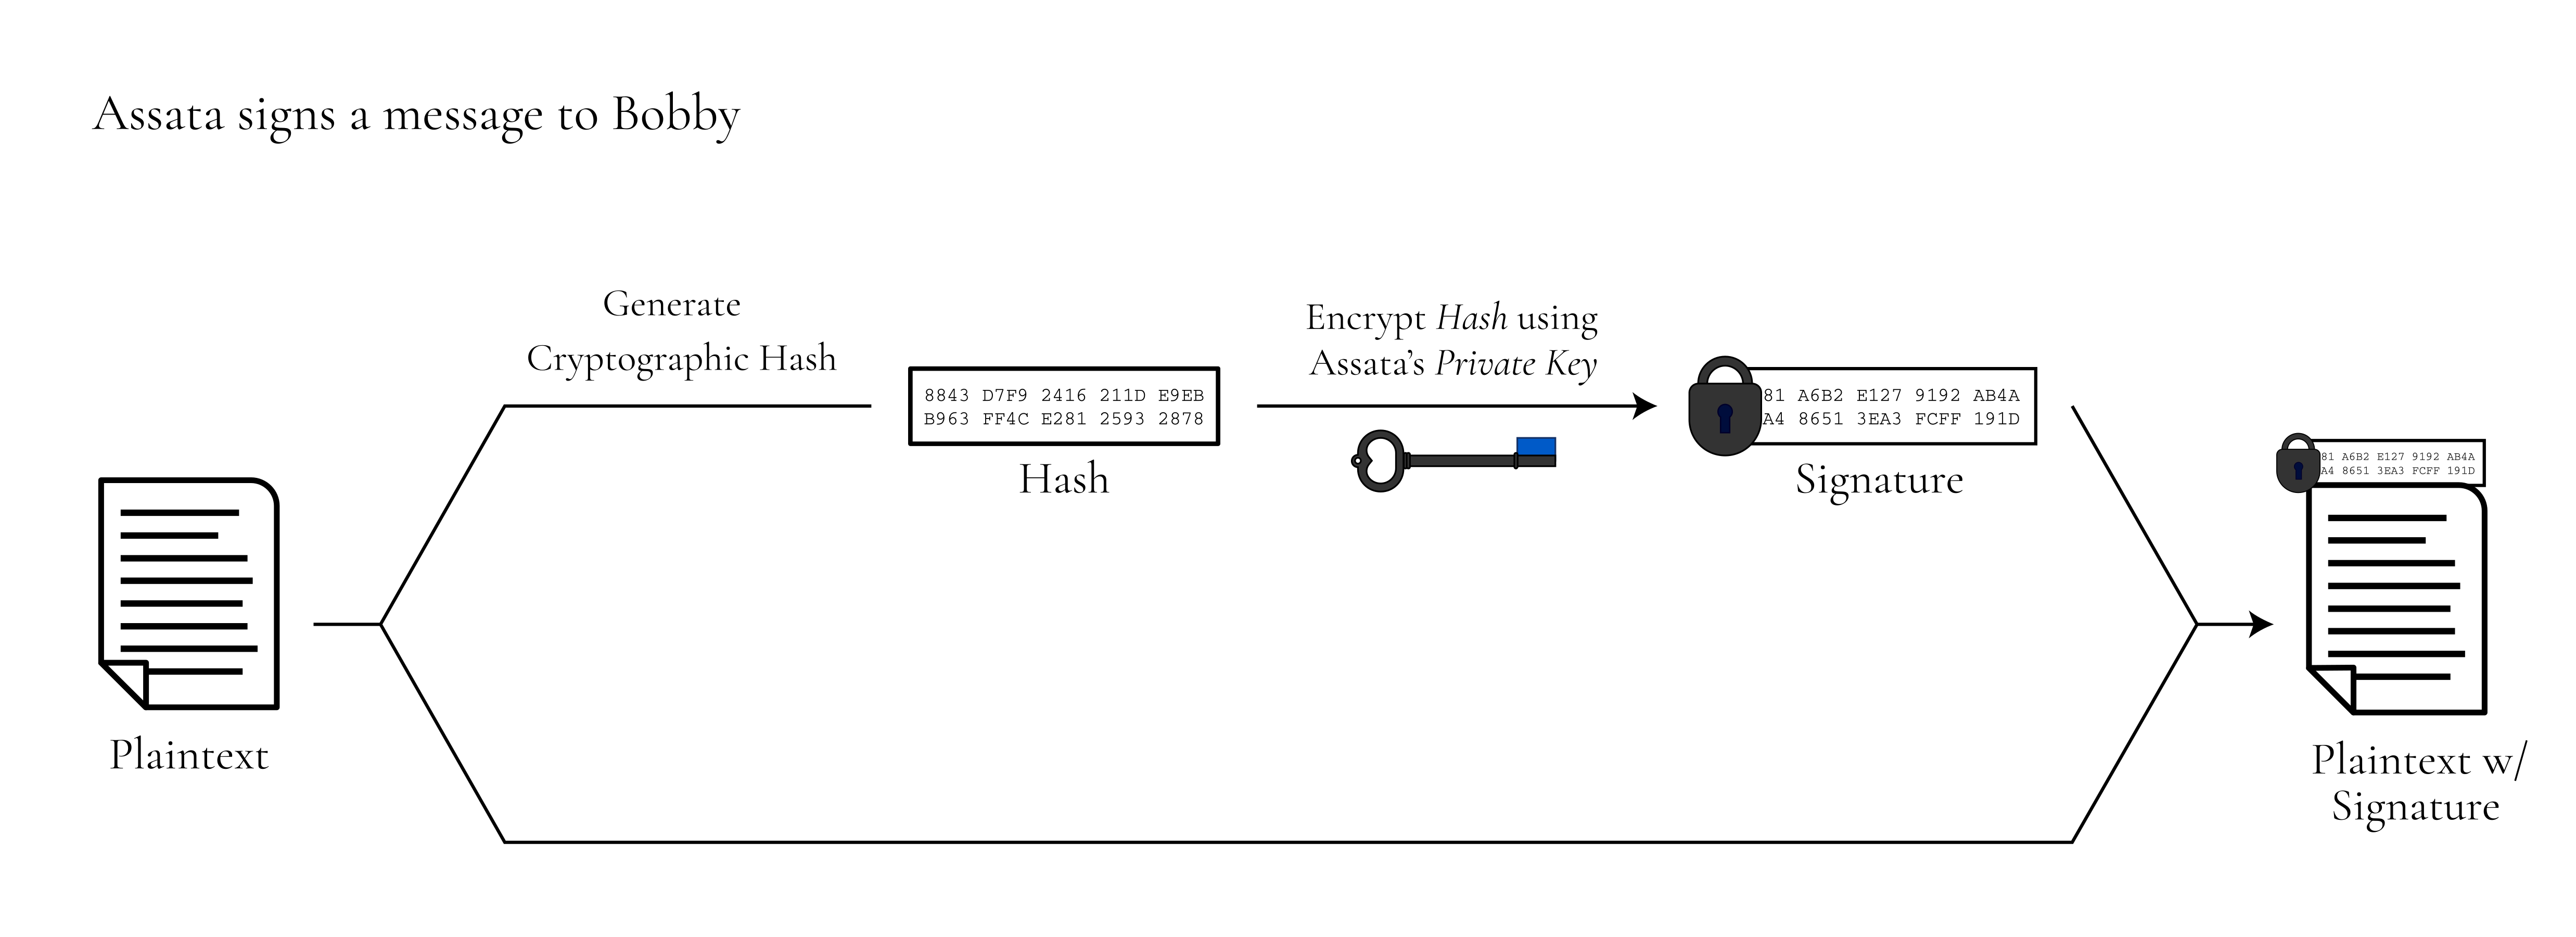 Assata signs a message to Bobby
Generate
Cryptographic Hash
8843 D7F9 2416 211D E9EB
B963 FF4C E281 2593 2878
Hash
Encrypt Hash using
Assata's Private Key
81 A6B2 E127 9192 AB4A
A4 8651 3EA3 FCFF 191D
Signature
81 A6B2 E127 9192 AB4A
A4 8651 3EA3 FCFF 191D
Plaintext
Plaintext w/
Signature